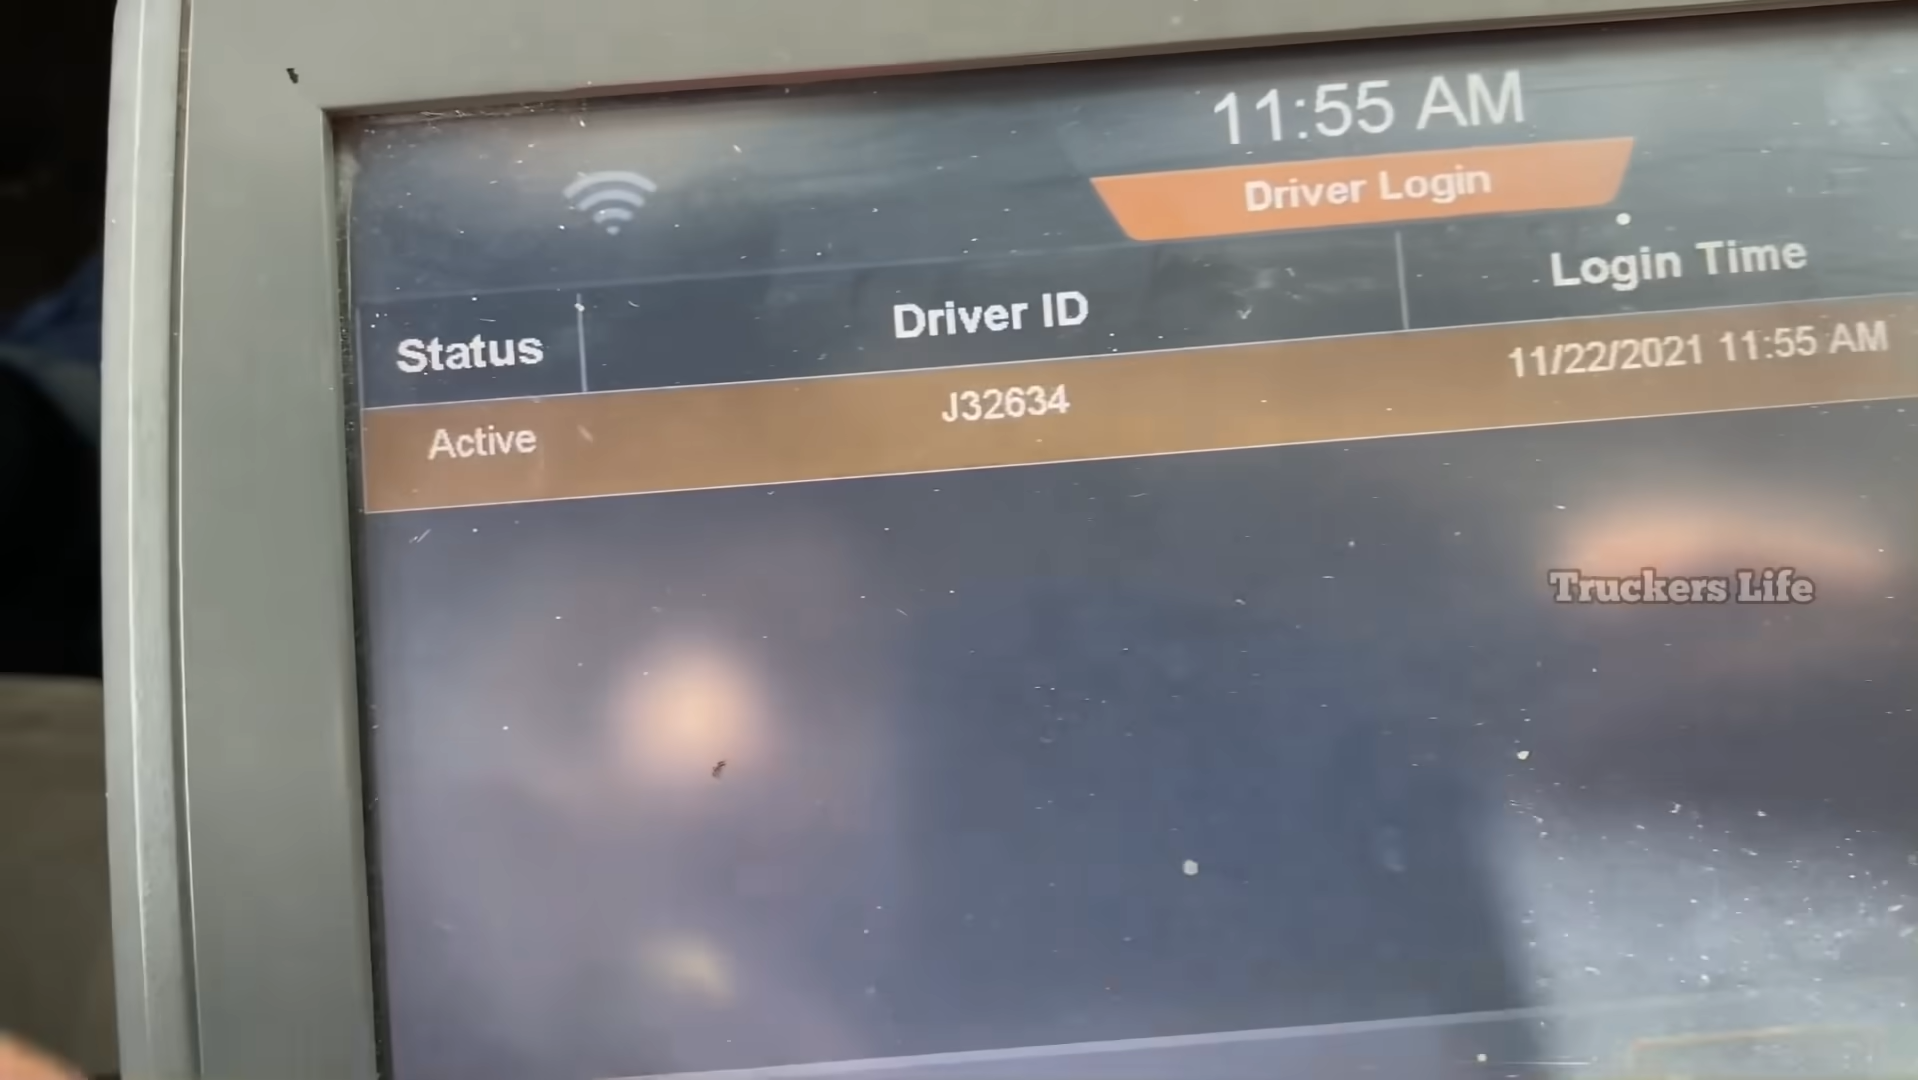 11:55 AM
Driver Login
Status Driver ID Login Time
Active J32634 11/22/2021 11:55 AM
Truckers Life